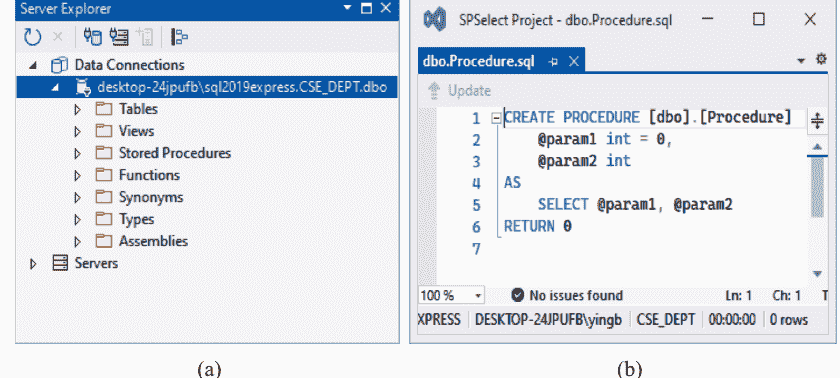 Server Explorer
Data Connections
desktop-24jpufb\sql2019express.CSE_DEPT.dbo
Tables
Views
Stored Procedures
Functions
Synonyms
Types
Assemblies
Servers
(a)
SPSelect Project - dbo.Procedure.sql
dbo.Procedure.sql
Update
1 CREATE PROCEDURE [dbo].[Procedure]
2 @param1 int = 0,
3 @param2 int
4 AS
5 SELECT @param1, @param2
6 RETURN 0
7
100 % No issues found Ln: 1 Ch: 1 T
XPRESS DESKTOP-24JPUFB\yingb CSE_DEPT 00:00:00 0 rows
(b)